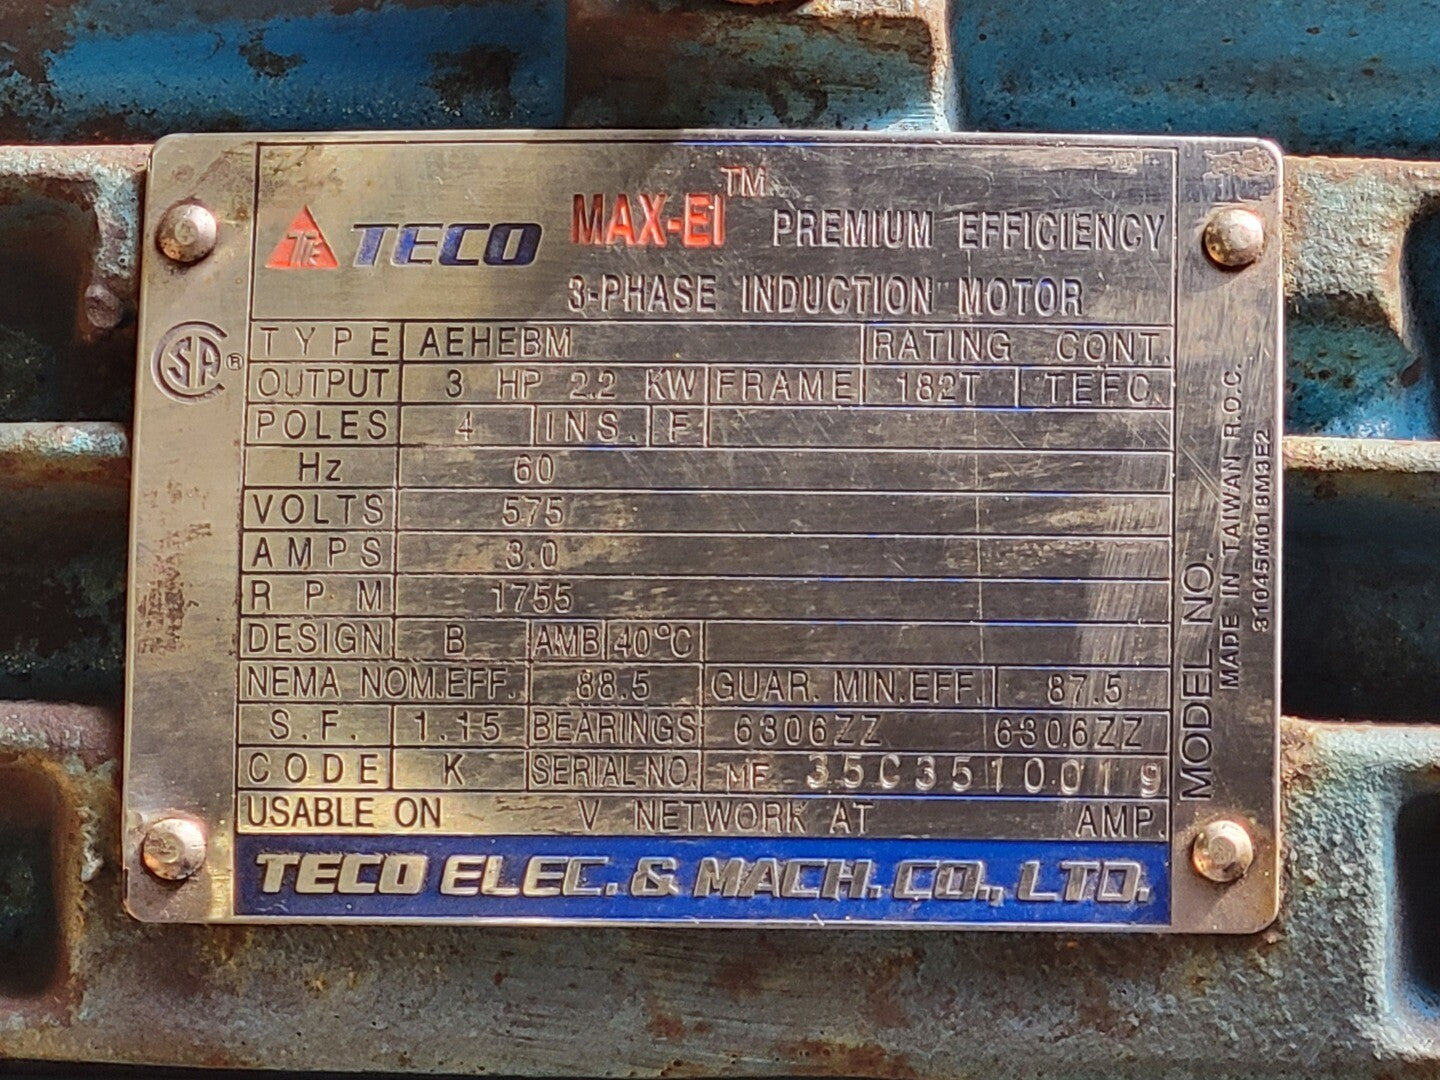 TECO MAX-EI™ PREMIUM EFFICIENCY
3-PHASE INDUCTION MOTOR
TYPE AEHEBM RATING CONT.
OUTPUT 3 HP 2.2 KW FRAME 182T TEFC
POLES 4 INS. F
Hz 60
VOLTS 575
AMPS 3.0
RPM 1755
DESIGN B AMB 40°C
NEMA NOM.EFF. 88.5 GUAR. MIN.EFF. 87.5
S.F. 1.15 BEARINGS 6306ZZ 6306ZZ
CODE K SERIAL NO. MF 35C3510019
USABLE ON V NETWORK AT AMP.
TECO ELEC. & MACH. CO., LTD.
SA®
MODEL NO.
MADE IN TAIWAN R.O.C.
31045M018M3E2